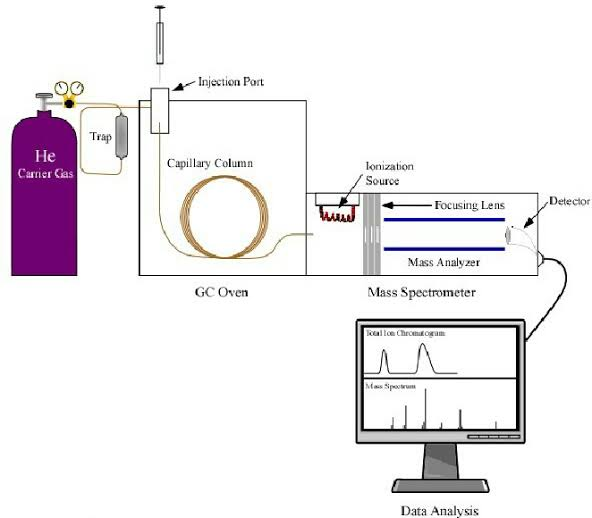 Injection Port
Trap
He
Carrier Gas
Capillary Column
Ionization
Source
Focusing Lens
Detector
Mass Analyzer
GC Oven
Mass Spectrometer
Total Ion Chromatogram
Mass Spectrum
Data Analysis